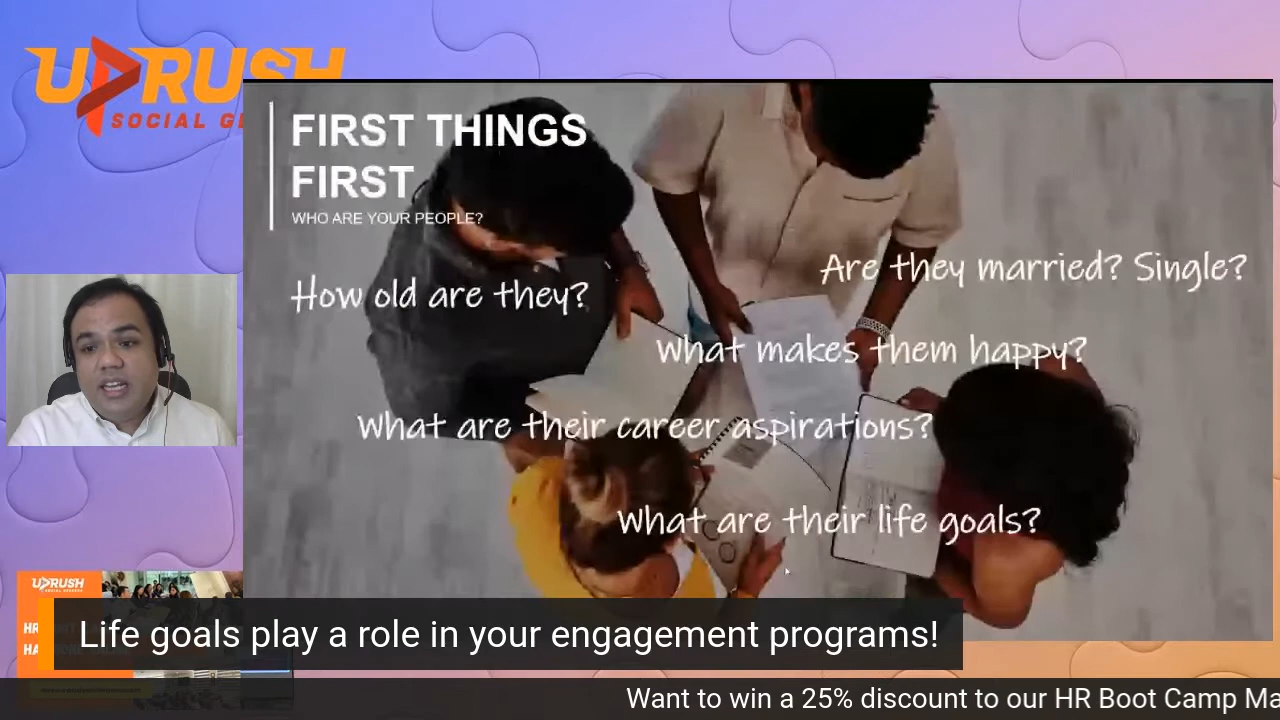 UPRUSH
SOCIAL GE
FIRST THINGS
FIRST
WHO ARE YOUR PEOPLE?
How old are they?
Are they married? Single?
What makes them happy?
What are their career aspirations?
What are their life goals?
UPRUSH
HR
HA
Life goals play a role in your engagement programs!
Want to win a 25% discount to our HR Boot Camp Ma